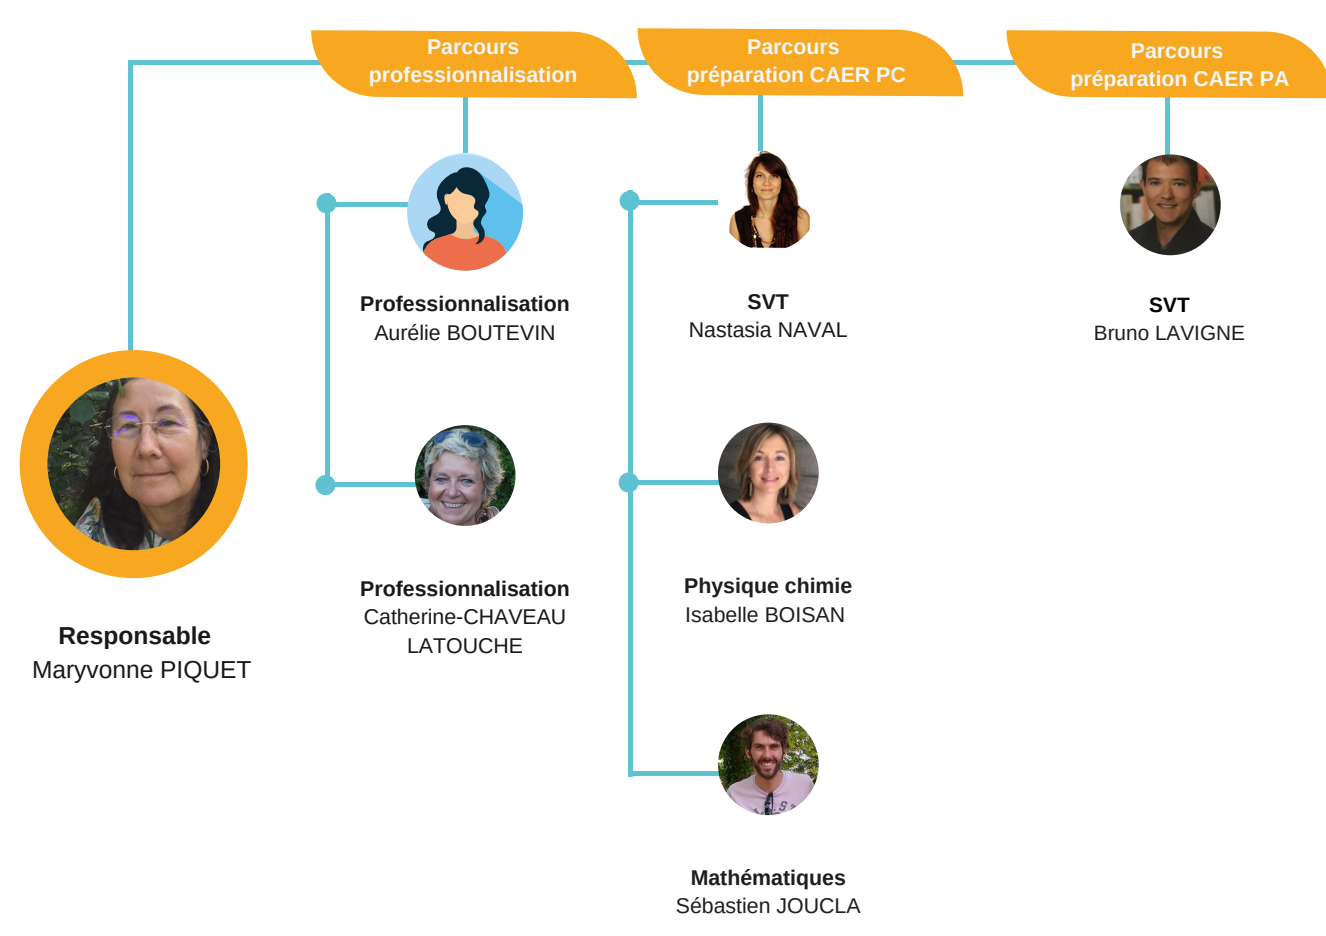 Parcours
professionnalisation
Parcours
préparation CAER PC
Parcours
préparation CAER PA
Professionnalisation
Aurélie BOUTEVIN
SVT
Nastasia NAVAL
SVT
Bruno LAVIGNE
Responsable
Maryvonne PIQUET
Professionnalisation
Catherine-CHAVEAU
LATOUCHE
Physique chimie
Isabelle BOISAN
Mathématiques
Sébastien JOUCLA